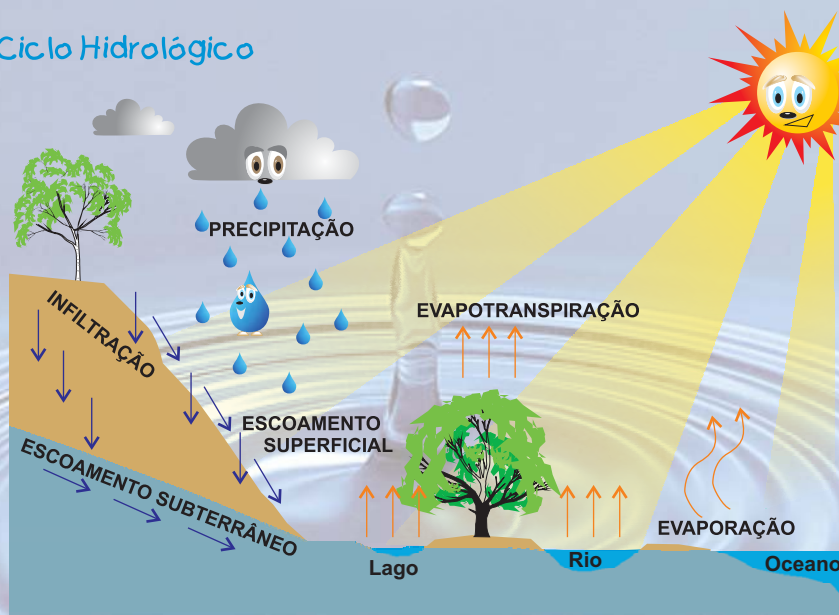 Ciclo Hidrológico
PRECIPITAÇÃO
INFILTRAÇÃO
EVAPOTRANSPIRAÇÃO
ESCOAMENTO
SUPERFICIAL
ESCOAMENTO SUBTERRÂNEO
EVAPORAÇÃO
Lago
Rio
Oceano